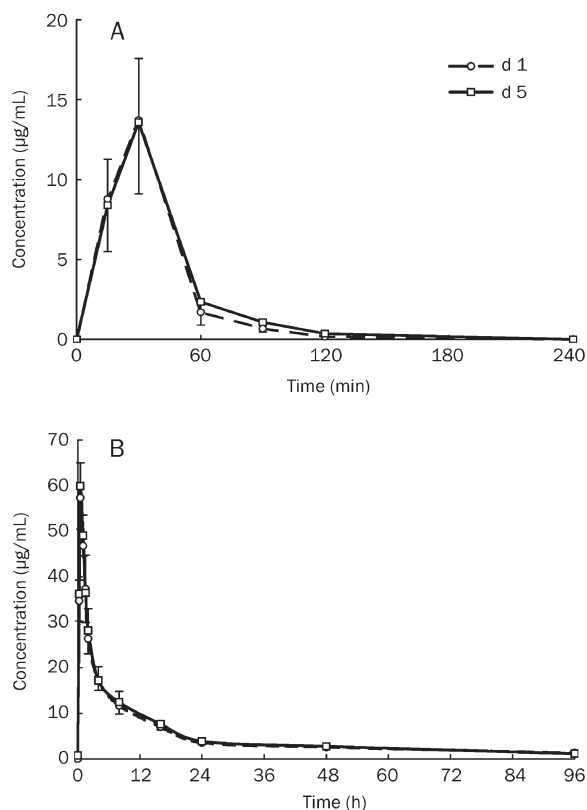 A
20
15
10
5
0
Concentration (µg/mL)
d 1
d 5
0 60 120 180 240
Time (min)
B
70
60
50
40
30
20
10
0
Concentration (µg/mL)
0 12 24 36 48 60 72 84 96
Time (h)